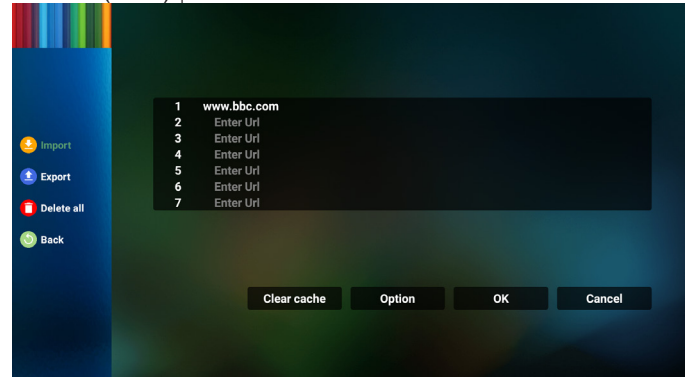 Import
Export
Delete all
Back
1 www.bbc.com
2 Enter Url
3 Enter Url
4 Enter Url
5 Enter Url
6 Enter Url
7 Enter Url
Clear cache Option OK Cancel